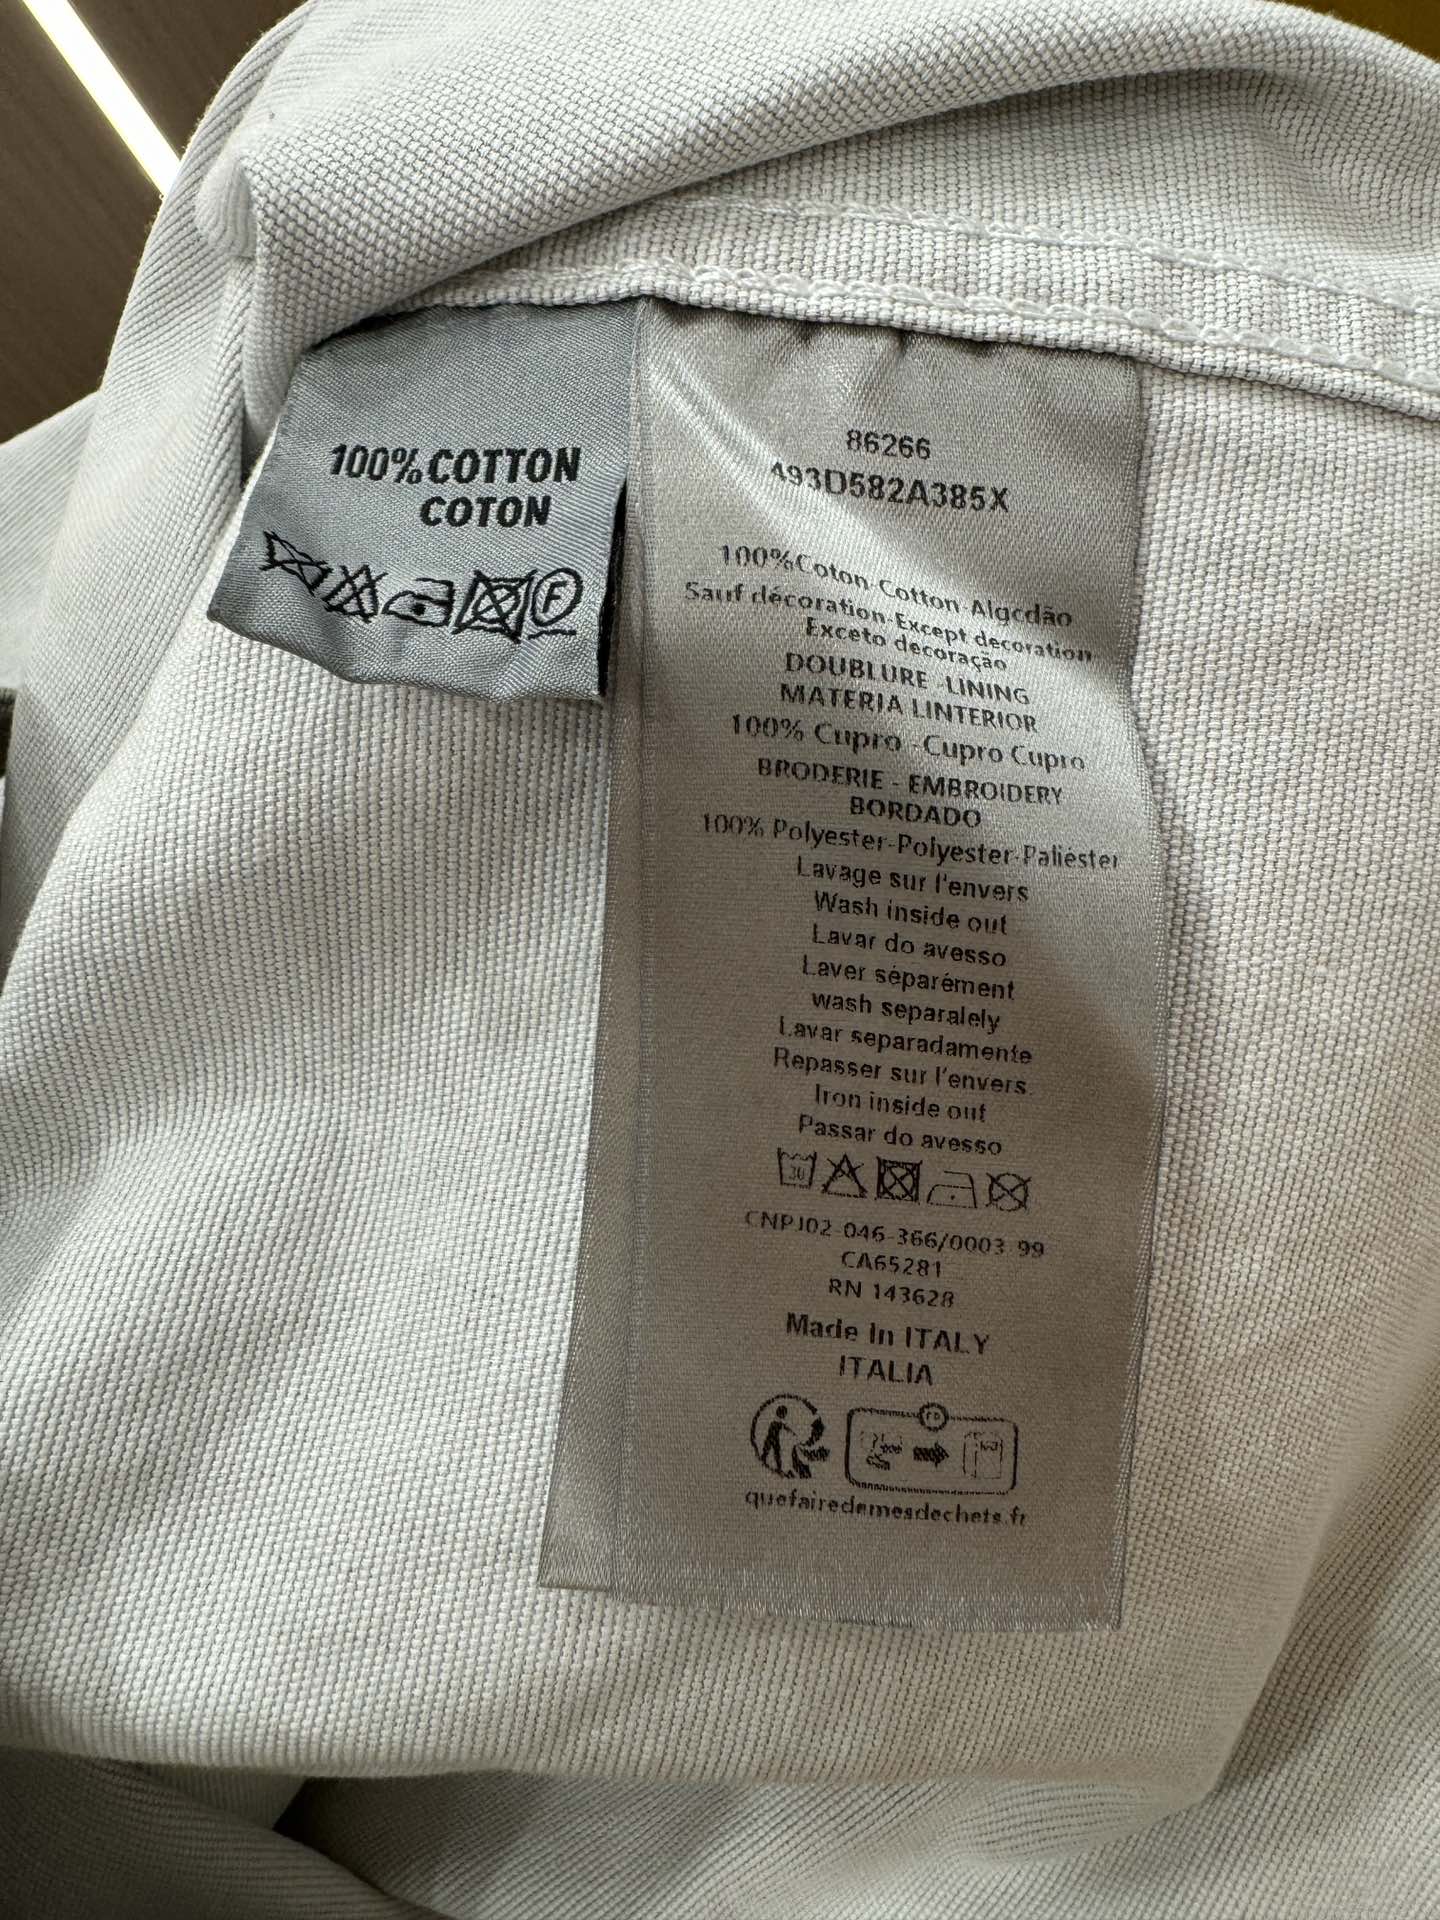 100% COTTON
COTON
F
86266
493D582A385X
100%Coton-Cotton-Algcdão
Sauf décoration-Except decoration
Exceto decoração
DOUBLURE -LINING
MATERIA LINTERIOR
100% Cupro -Cupro Cupro
BRODERIE - EMBROIDERY
BORDADO
100% Polyester-Polyester-Paliéster
Lavage sur l'envers
Wash inside out
Lavar do avesso
Laver séparément
wash separalely
Lavar separadamente
Repasser sur l'envers
Iron inside out
Passar do avesso
30
CNPJ02-046-366/0003-99
CA65281
RN 143628
Made In ITALY
ITALIA
FR
quefairedemesdechets.fr